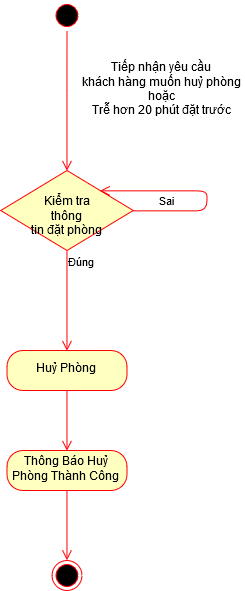 Tiếp nhận yêu cầu
khách hàng muốn huỷ phòng
hoặc
Trễ hơn 20 phút đặt trước
Kiểm tra
thông
tin đặt phòng
Sai
Đúng
Huỷ Phòng
Thông Báo Huỷ
Phòng Thành Công